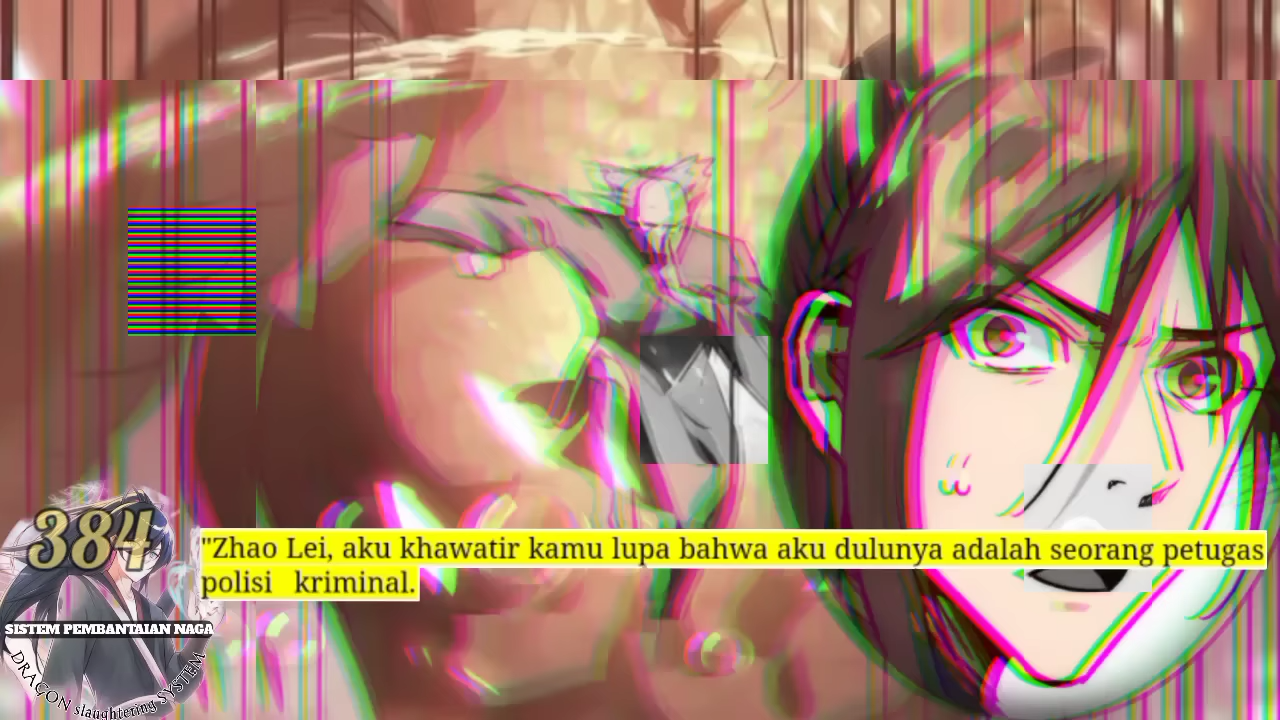 "Zhao Lei, aku khawatir kamu lupa bahwa aku dulunya adalah seorang petugas
polisi kriminal.
384
SISTEM PEMBANTAIAN NAGA
DRAGON slaughtering SYSTEM